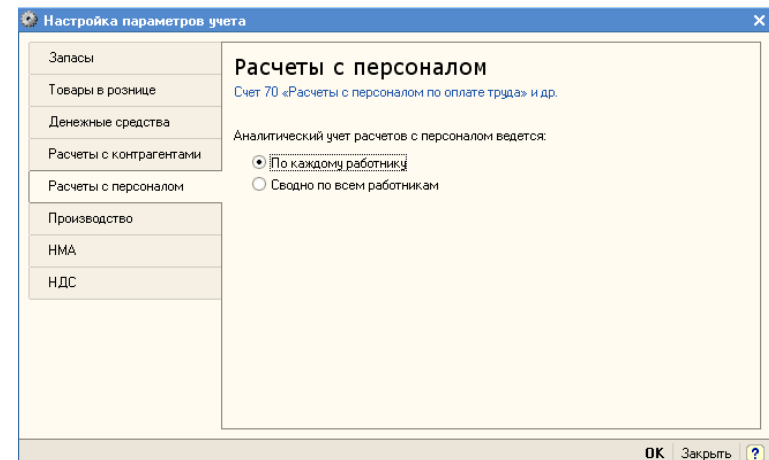 Настройка параметров учета
Запасы
Товары в рознице
Денежные средства
Расчеты с контрагентами
Расчеты с персоналом
Производство
НМА
НДС
Расчеты с персоналом
Счет 70 «Расчеты с персоналом по оплате труда» и др.
Аналитический учет расчетов с персоналом ведется:
По каждому работнику
Сводно по всем работникам
OK Закрыть ?